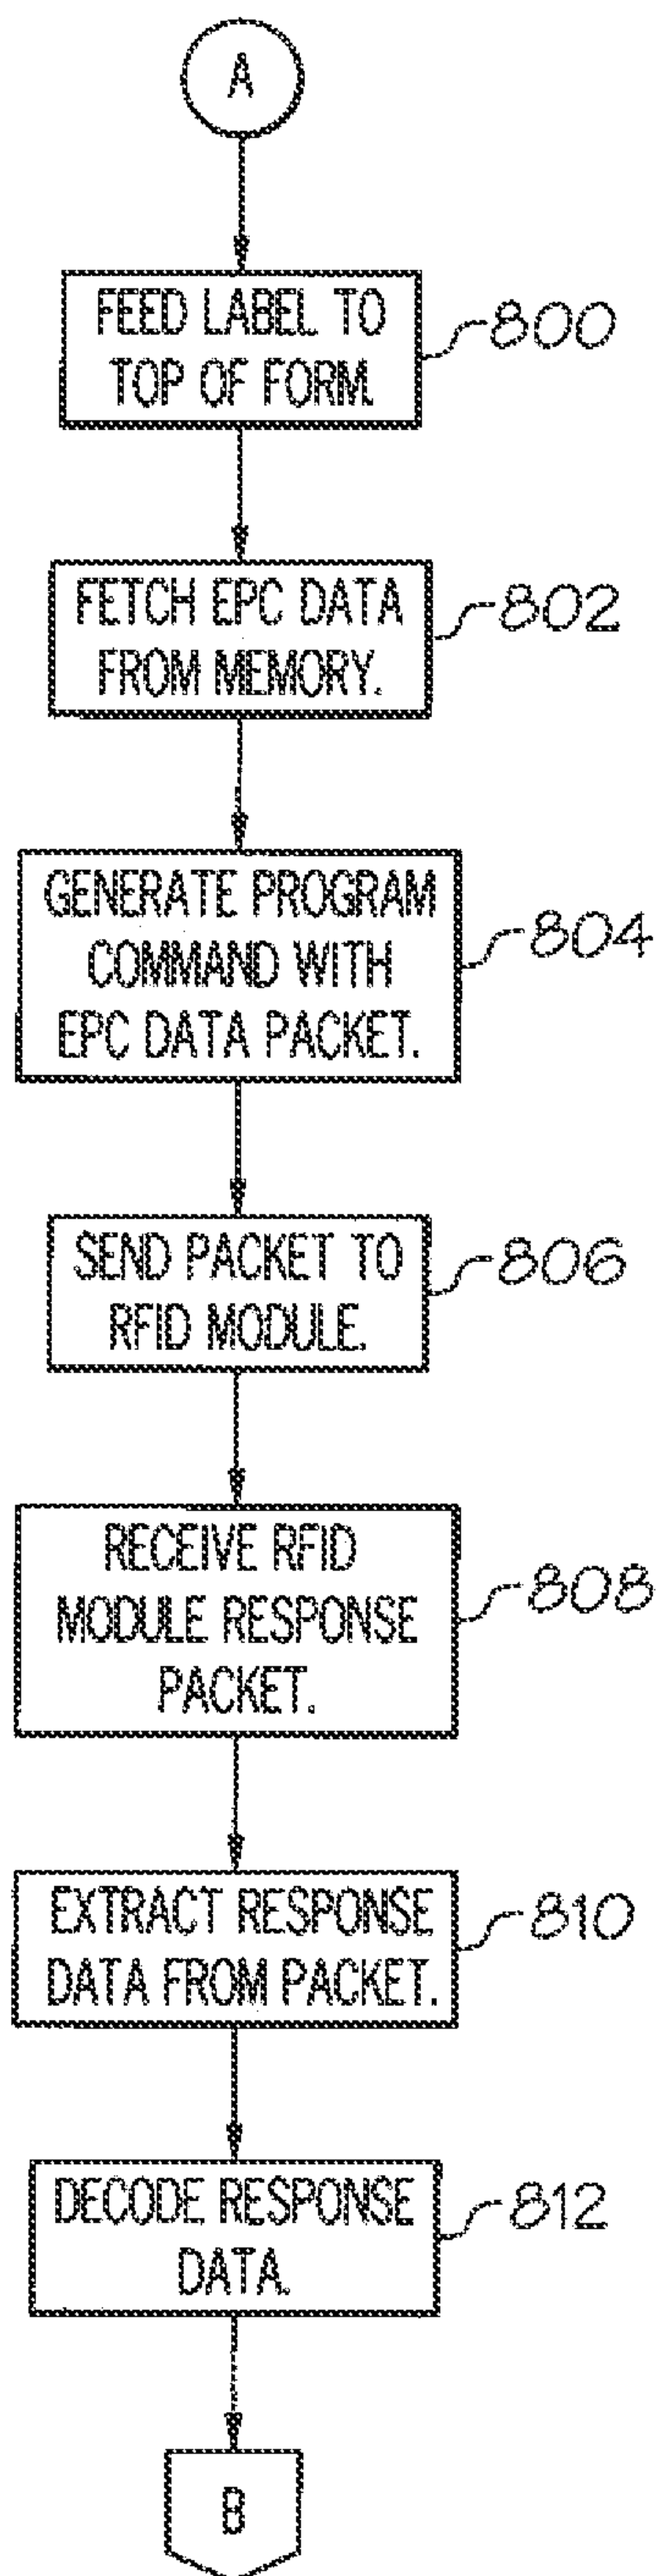 A
FEED LABEL TO
TOP OF FORM.
800
FETCH EPC DATA
FROM MEMORY.
802
GENERATE PROGRAM
COMMAND WITH
EPC DATA PACKET.
804
SEND PACKET TO
RFID MODULE.
806
RECEIVE RFID
MODULE RESPONSE
PACKET.
808
EXTRACT RESPONSE
DATA FROM PACKET.
810
DECODE RESPONSE
DATA.
812
B